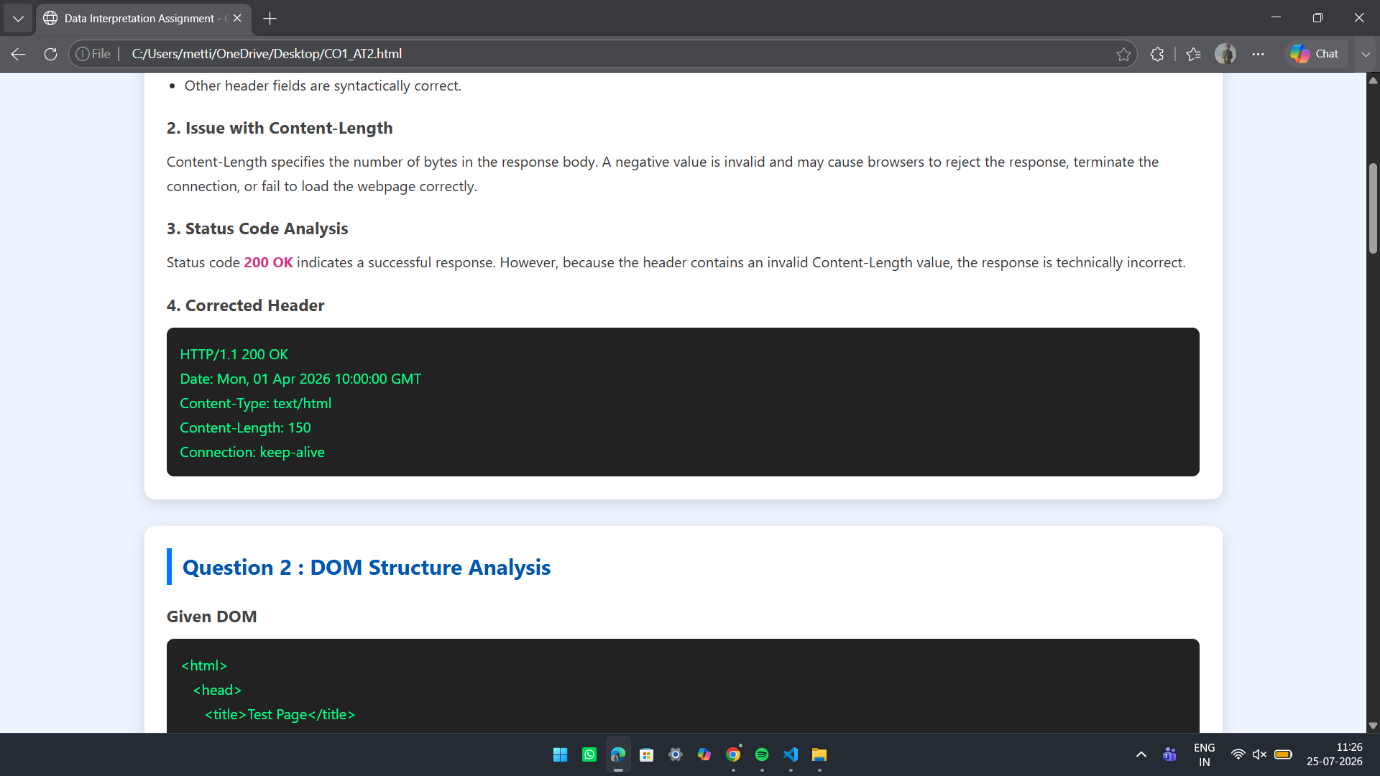 Data Interpretation Assignment - (
File
C:/Users/metti/OneDrive/Desktop/CO1_AT2.html
Chat
Other header fields are syntactically correct.
2. Issue with Content-Length
Content-Length specifies the number of bytes in the response body. A negative value is invalid and may cause browsers to reject the response, terminate the
connection, or fail to load the webpage correctly.
3. Status Code Analysis
Status code 200 OK indicates a successful response. However, because the header contains an invalid Content-Length value, the response is technically incorrect.
4. Corrected Header
HTTP/1.1 200 OK
Date: Mon, 01 Apr 2026 10:00:00 GMT
Content-Type: text/html
Content-Length: 150
Connection: keep-alive
Question 2 : DOM Structure Analysis
Given DOM
<html>
<head>
<title>Test Page</title>
ENG
IN
11:26
25-07-2026